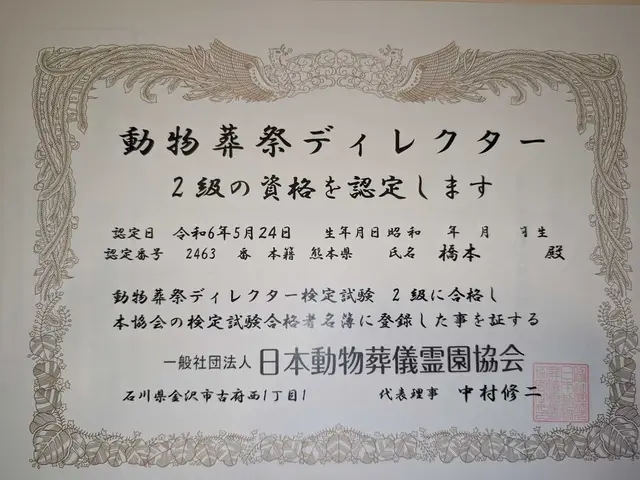 動物葬祭ディレクター
2級の資格を認定します
認定日 令和6年5月24日 生年月日 昭和 年 月 日生
認定番号 2463 番 本籍 熊本県 氏名 橋本 殿
動物葬祭ディレクター検定試験 2級に合格し
本協会の検定試験合格者名簿に登録した事を証する
一般社団法人 日本動物葬儀霊園協会
石川県金沢市古府西1丁目1 代表理事 中村修二